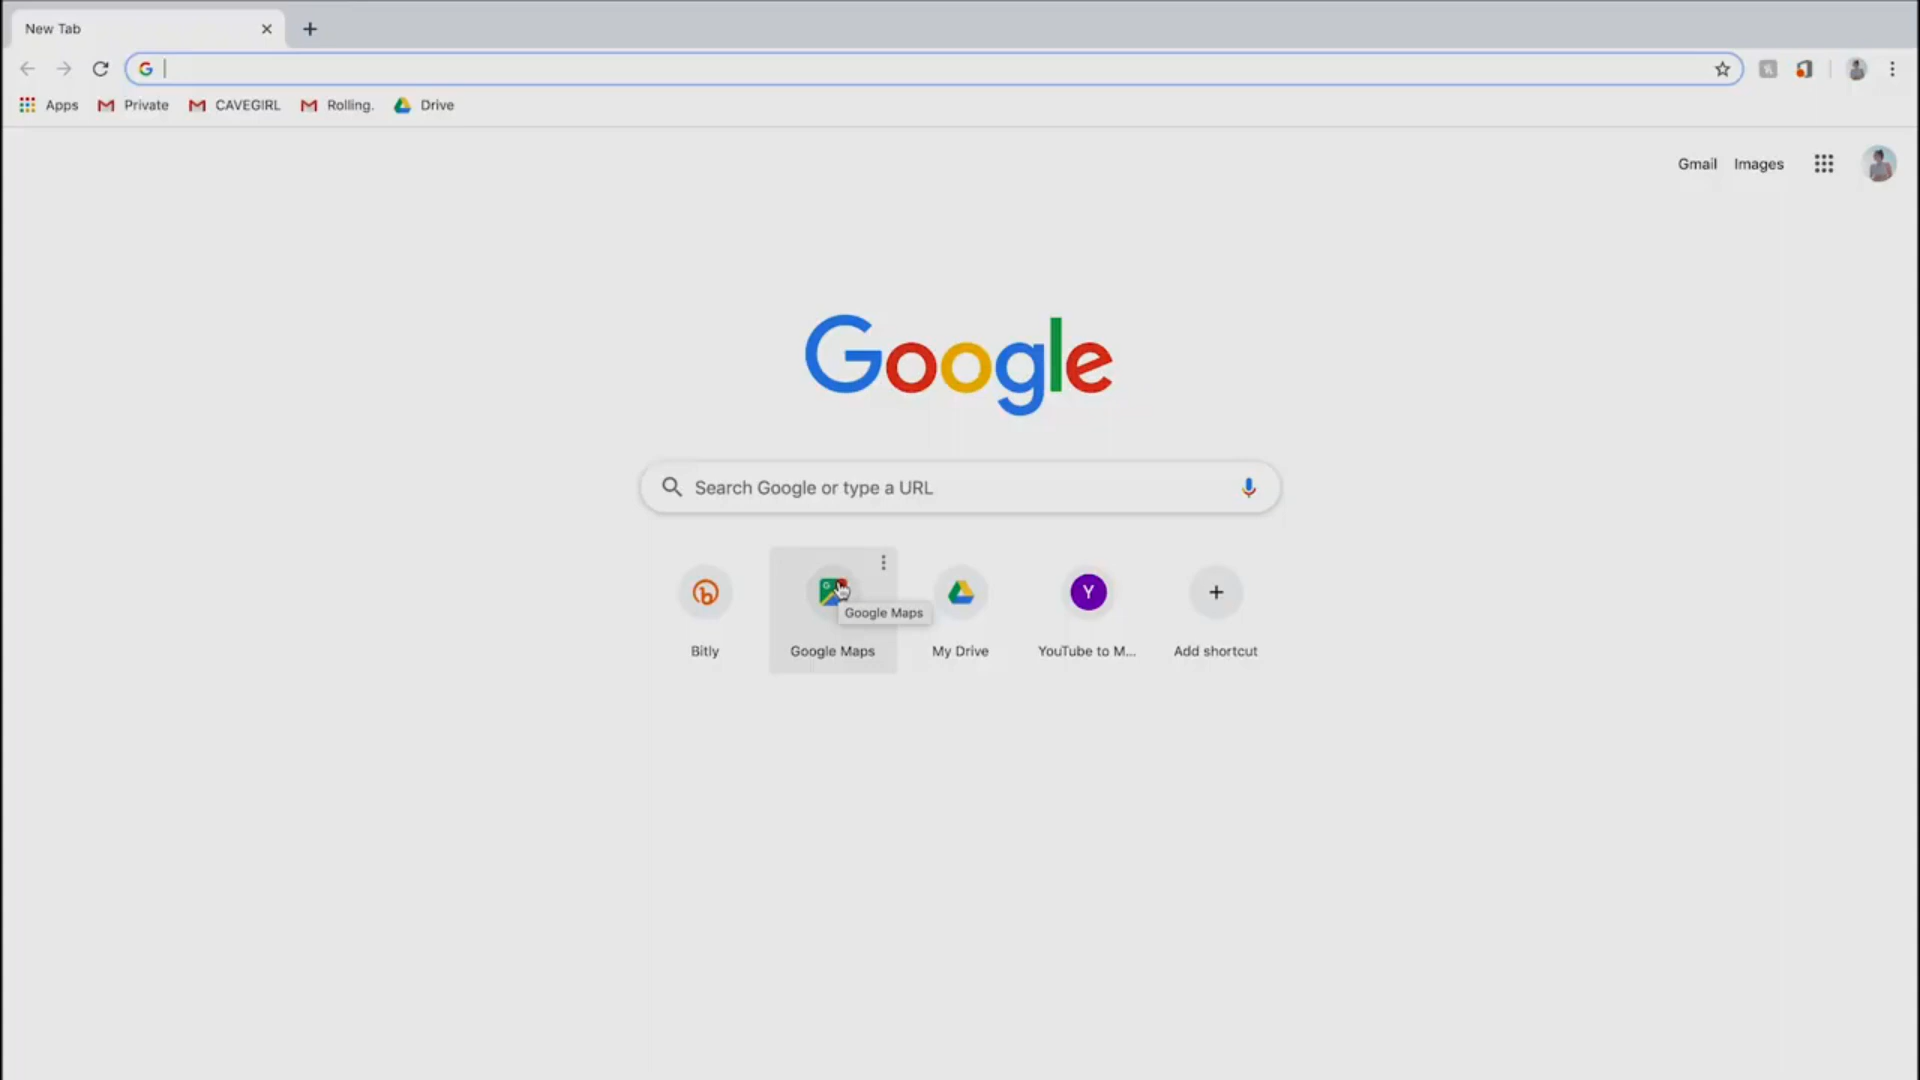 New Tab
Apps Private CAVEGIRL Rolling. Drive
Gmail Images
Google
Search Google or type a URL
Google Maps
Bitly Google Maps My Drive YouTube to M... Add shortcut
Y